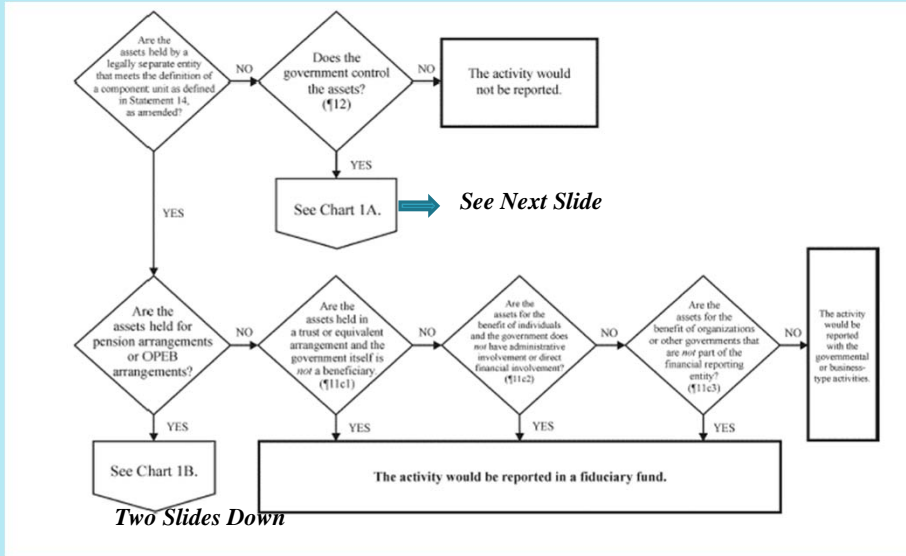 Are the
assets held by a
legally separate entity
that meets the definition of
a component unit as defined
in Statement 14,
as amended?
NO
Does the
government control
the assets?
(¶12)
NO
The activity would
not be reported.
YES
See Chart 1A.
See Next Slide
YES
Are the
assets held for
pension arrangements
or OPEB
arrangements?
NO
Are the
assets held in
a trust or equivalent
arrangement and the
government itself is
not a beneficiary.
(¶11c1)
NO
Are the
assets for the
benefit of individuals
and the government does
not have administrative
involvement or direct
financial involvement?
(¶11c2)
NO
Are the
assets for the
benefit of organizations
or other governments that
are not part of the
financial reporting
entity?
(¶11c3)
NO
The activity
would be
reported
with the
governmental
or business-
type activities.
YES
YES
YES
YES
See Chart 1B.
The activity would be reported in a fiduciary fund.
Two Slides Down